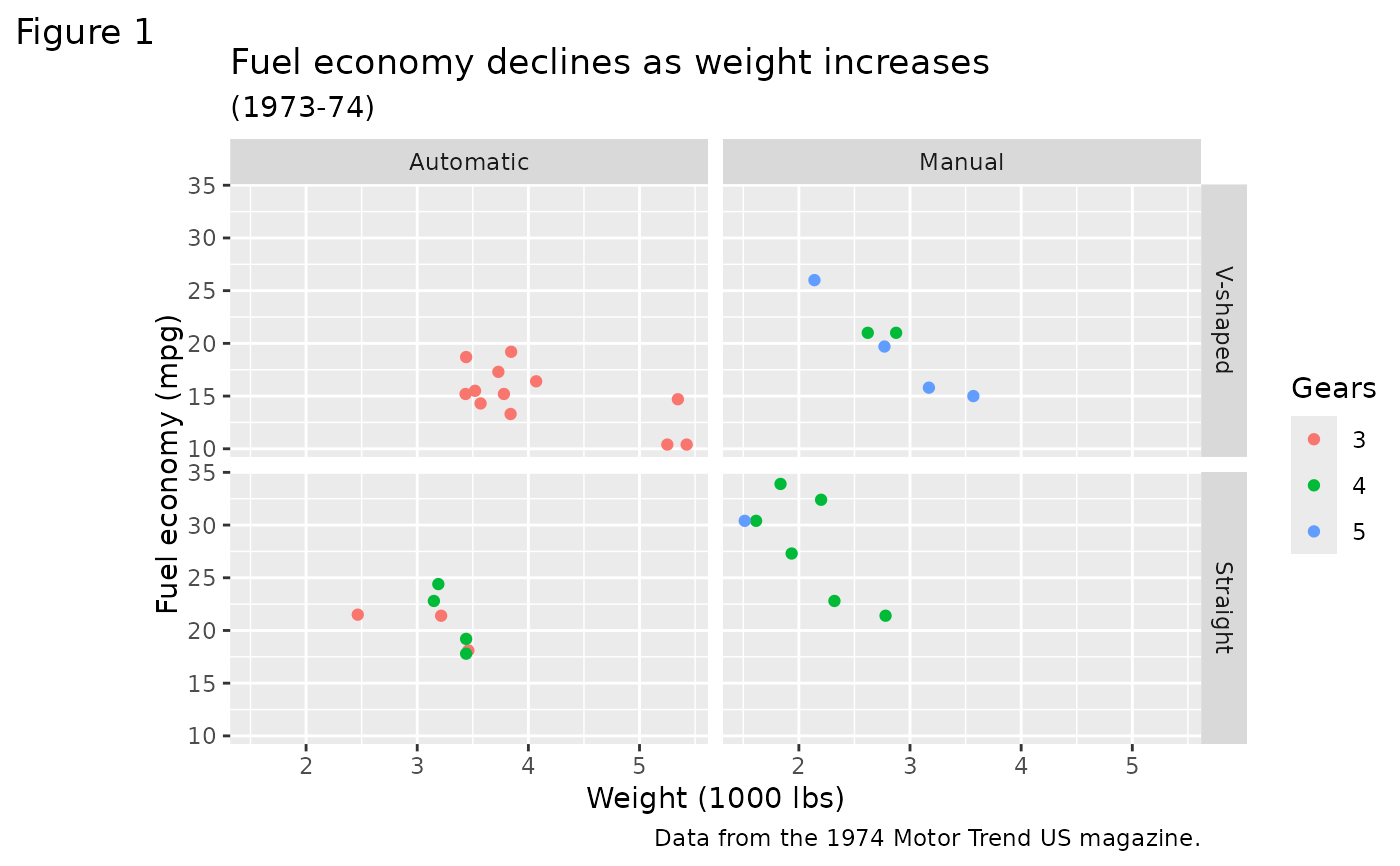 Figure 1
Fuel economy declines as weight increases
(1973-74)
Automatic
Manual
35
30
25
20
15
10
V-shaped
35
30
25
20
15
10
Straight
Fuel economy (mpg)
2 3 4 5
2 3 4 5
Weight (1000 lbs)
Gears
3
4
5
Data from the 1974 Motor Trend US magazine.